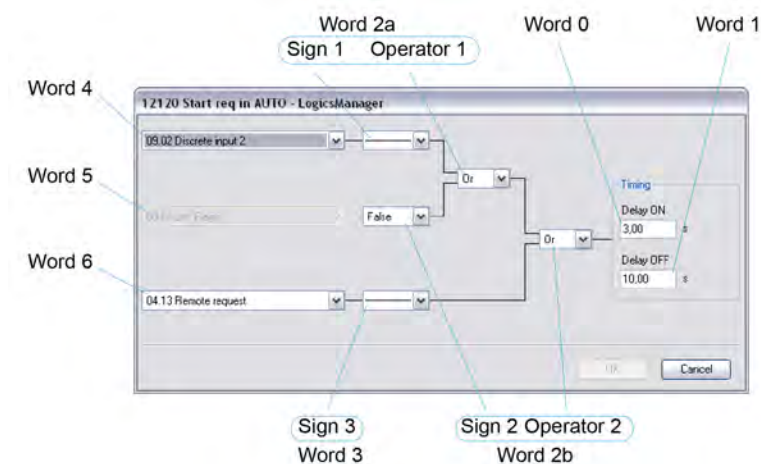 Word 2a
Word 0
Word 1
Sign 1 Operator 1
Word 4
12120 Start req in AUTO - LogicsManager
09.02 Discrete input 2
Or
Word 5
Timing
Delay ON
False
3,00 s
Or
Delay OFF
Word 6
10,00 s
04.13 Remote request
OK
Cancel
Sign 3
Sign 2 Operator 2
Word 3
Word 2b